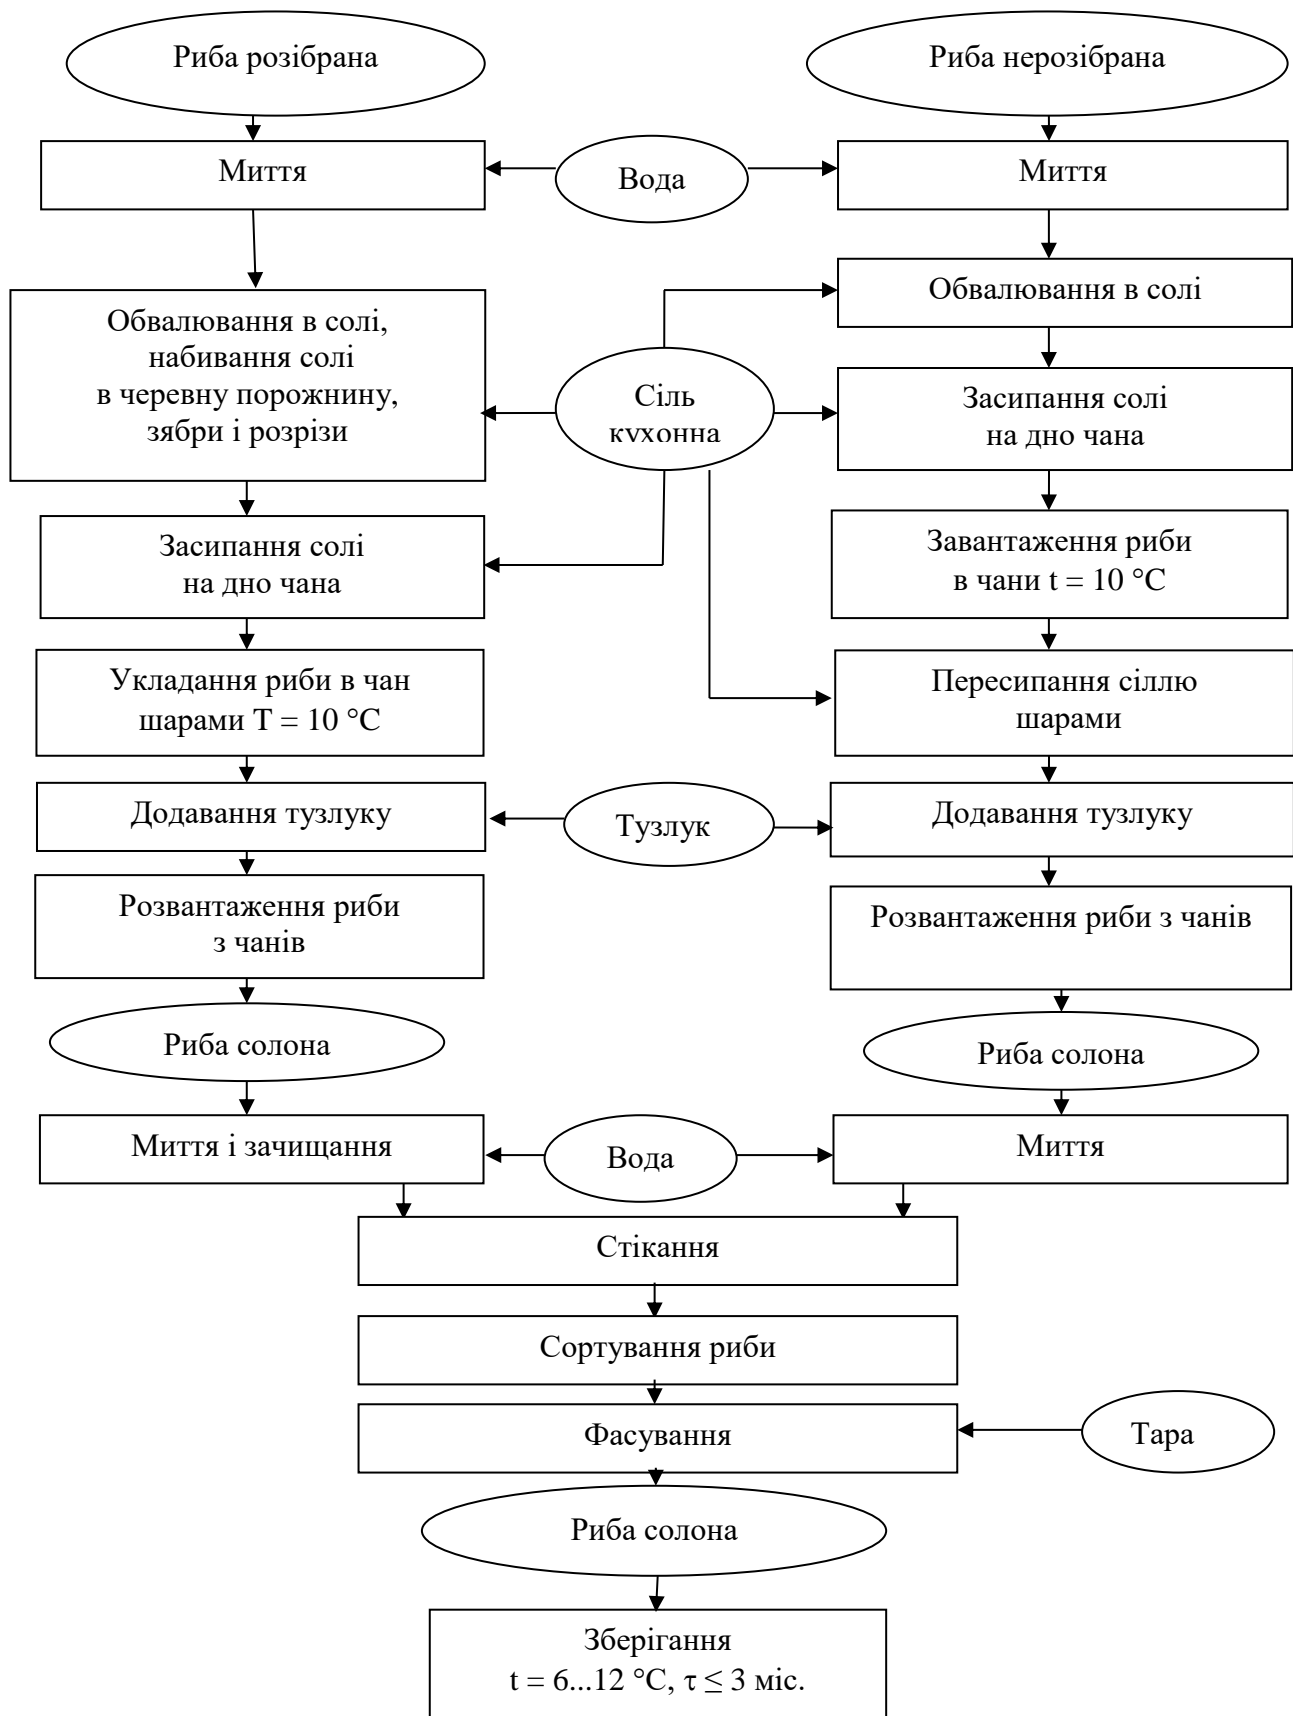 Риба розібрана
Риба нерозібрана
Миття
Вода
Миття
Обвалювання в солі
Обвалювання в солі,
набивання солі
в черевну порожнину,
зябри і розрізи
Сіль
кухонна
Засипання солі
на дно чана
Засипання солі
на дно чана
Завантаження риби
в чани t = 10 °C
Укладання риби в чан
шарами T = 10 °C
Пересипання сіллю
шарами
Додавання тузлуку
Тузлук
Додавання тузлуку
Розвантаження риби
з чанів
Розвантаження риби з чанів
Риба солона
Риба солона
Миття і зачищання
Вода
Миття
Стікання
Сортування риби
Фасування
Тара
Риба солона
Зберігання
t = 6...12 °C, τ ≤ 3 міс.